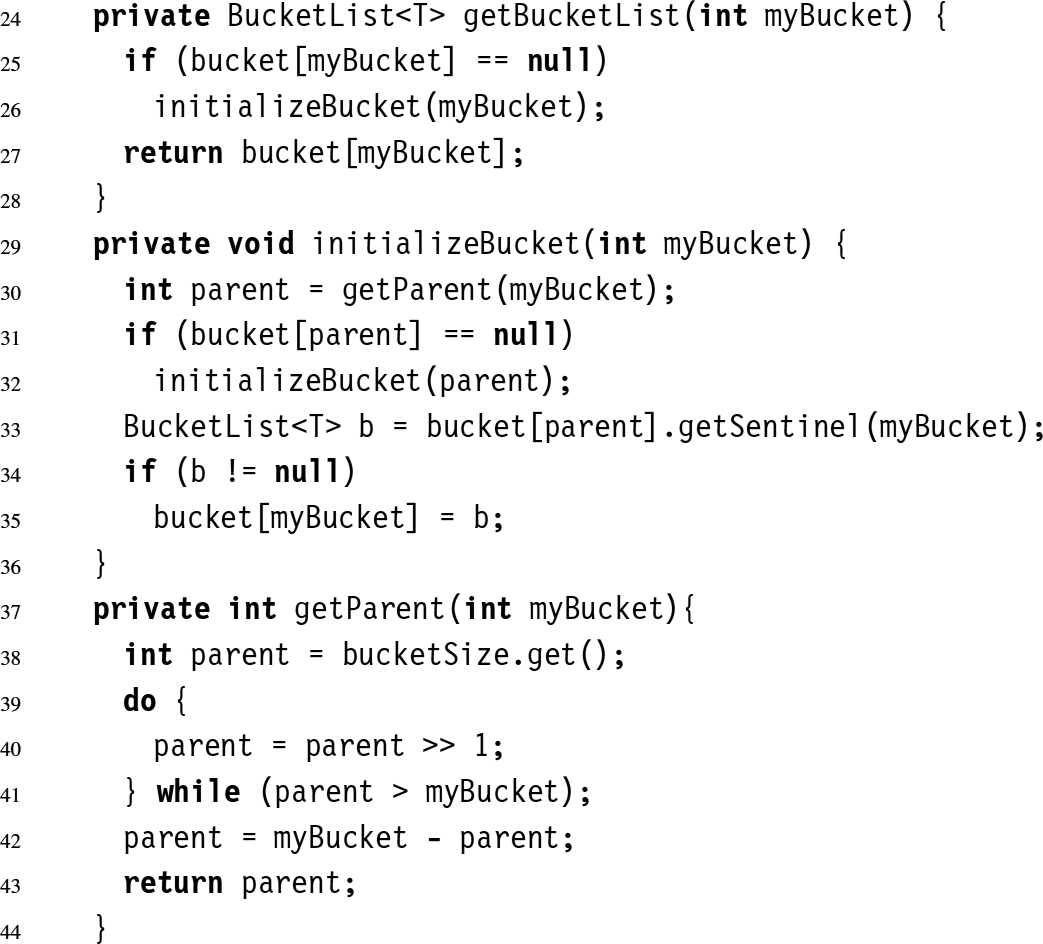 24 private BucketList<T> getBucketList(int myBucket) {
25 if (bucket[myBucket] == null)
26 initializeBucket(myBucket);
27 return bucket[myBucket];
28 }
29 private void initializeBucket(int myBucket) {
30 int parent = getParent(myBucket);
31 if (bucket[parent] == null)
32 initializeBucket(parent);
33 BucketList<T> b = bucket[parent].getSentinel(myBucket);
34 if (b != null)
35 bucket[myBucket] = b;
36 }
37 private int getParent(int myBucket){
38 int parent = bucketSize.get();
39 do {
40 parent = parent >> 1;
41 } while (parent > myBucket);
42 parent = myBucket - parent;
43 return parent;
44 }